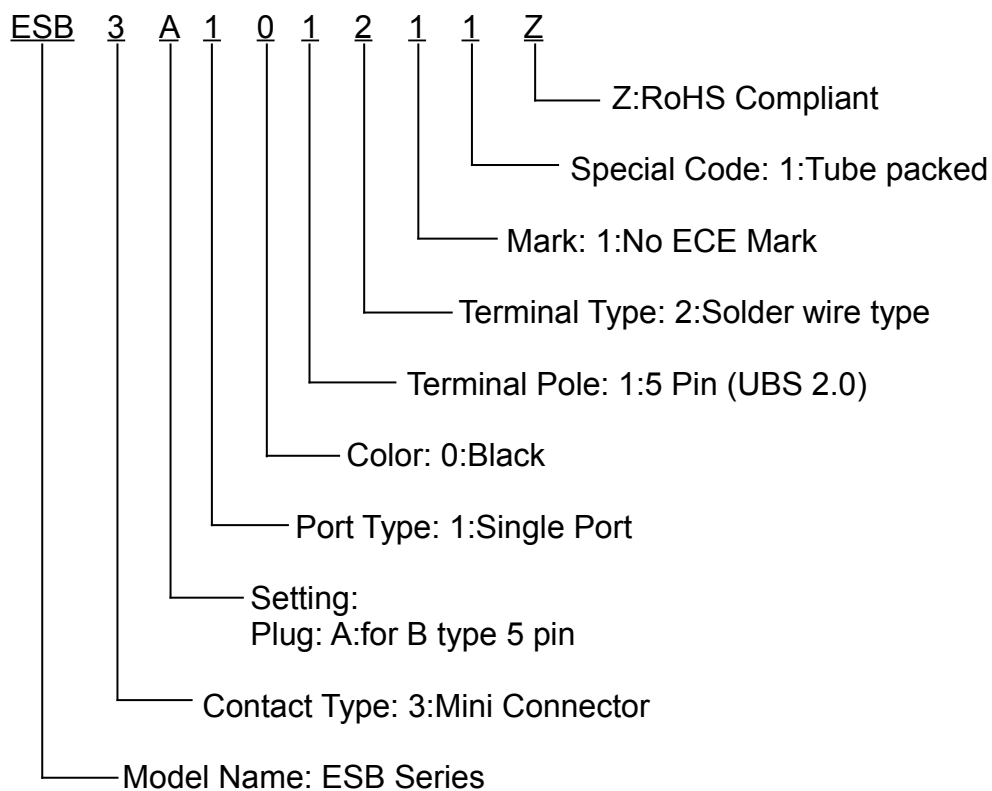 ESB 3 A 1 0 1 2 1 1 Z
Z:RoHS Compliant
Special Code: 1:Tube packed
Mark: 1:No ECE Mark
Terminal Type: 2:Solder wire type
Terminal Pole: 1:5 Pin (UBS 2.0)
Color: 0:Black
Port Type: 1:Single Port
Setting:
Plug: A:for B type 5 pin
Contact Type: 3:Mini Connector
Model Name: ESB Series